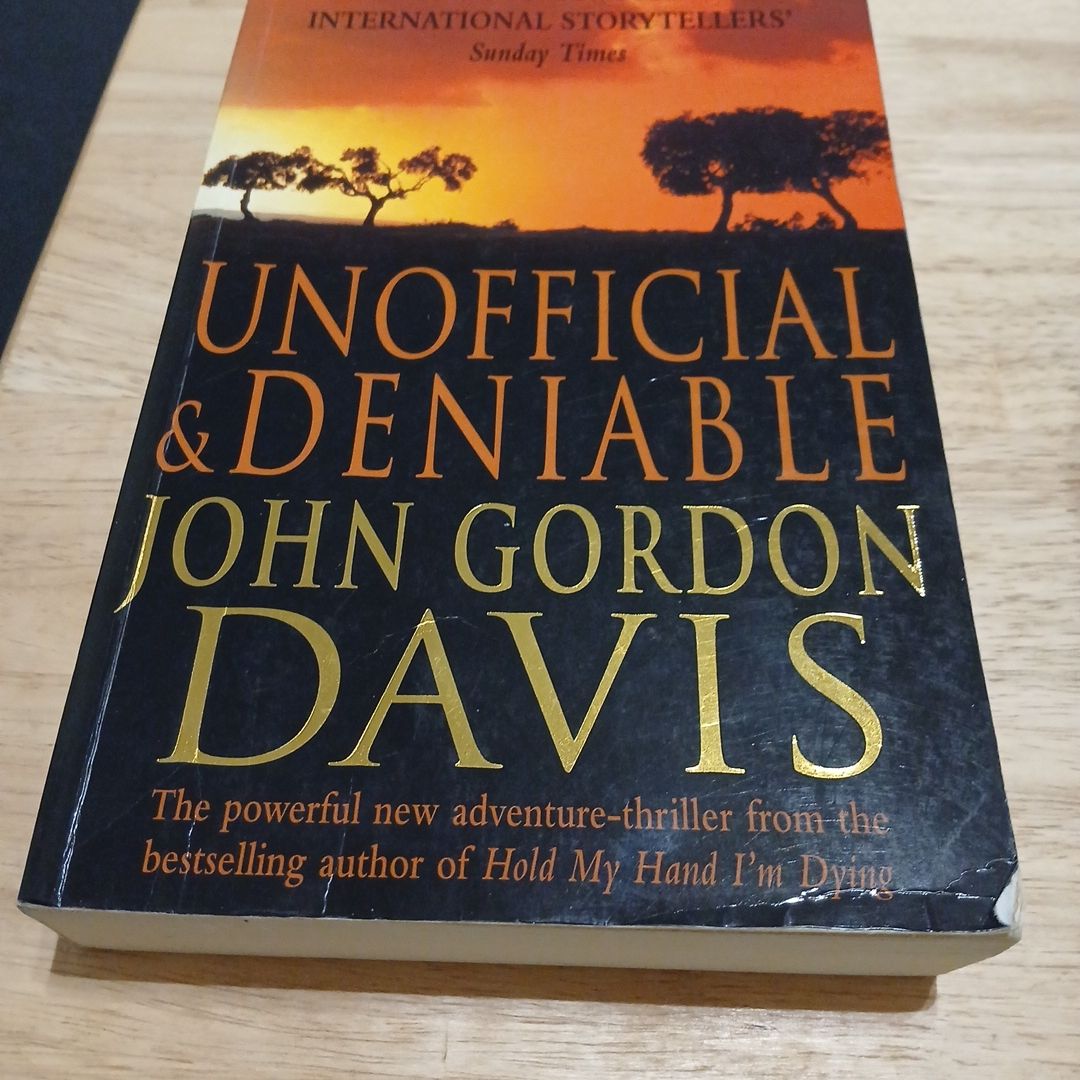 INTERNATIONAL STORYTELLERS'
Sunday Times
UNOFFICIAL
& DENIABLE
JOHN GORDON
DAVIS
The powerful new adventure-thriller from the
bestselling author of Hold My Hand I'm Dying